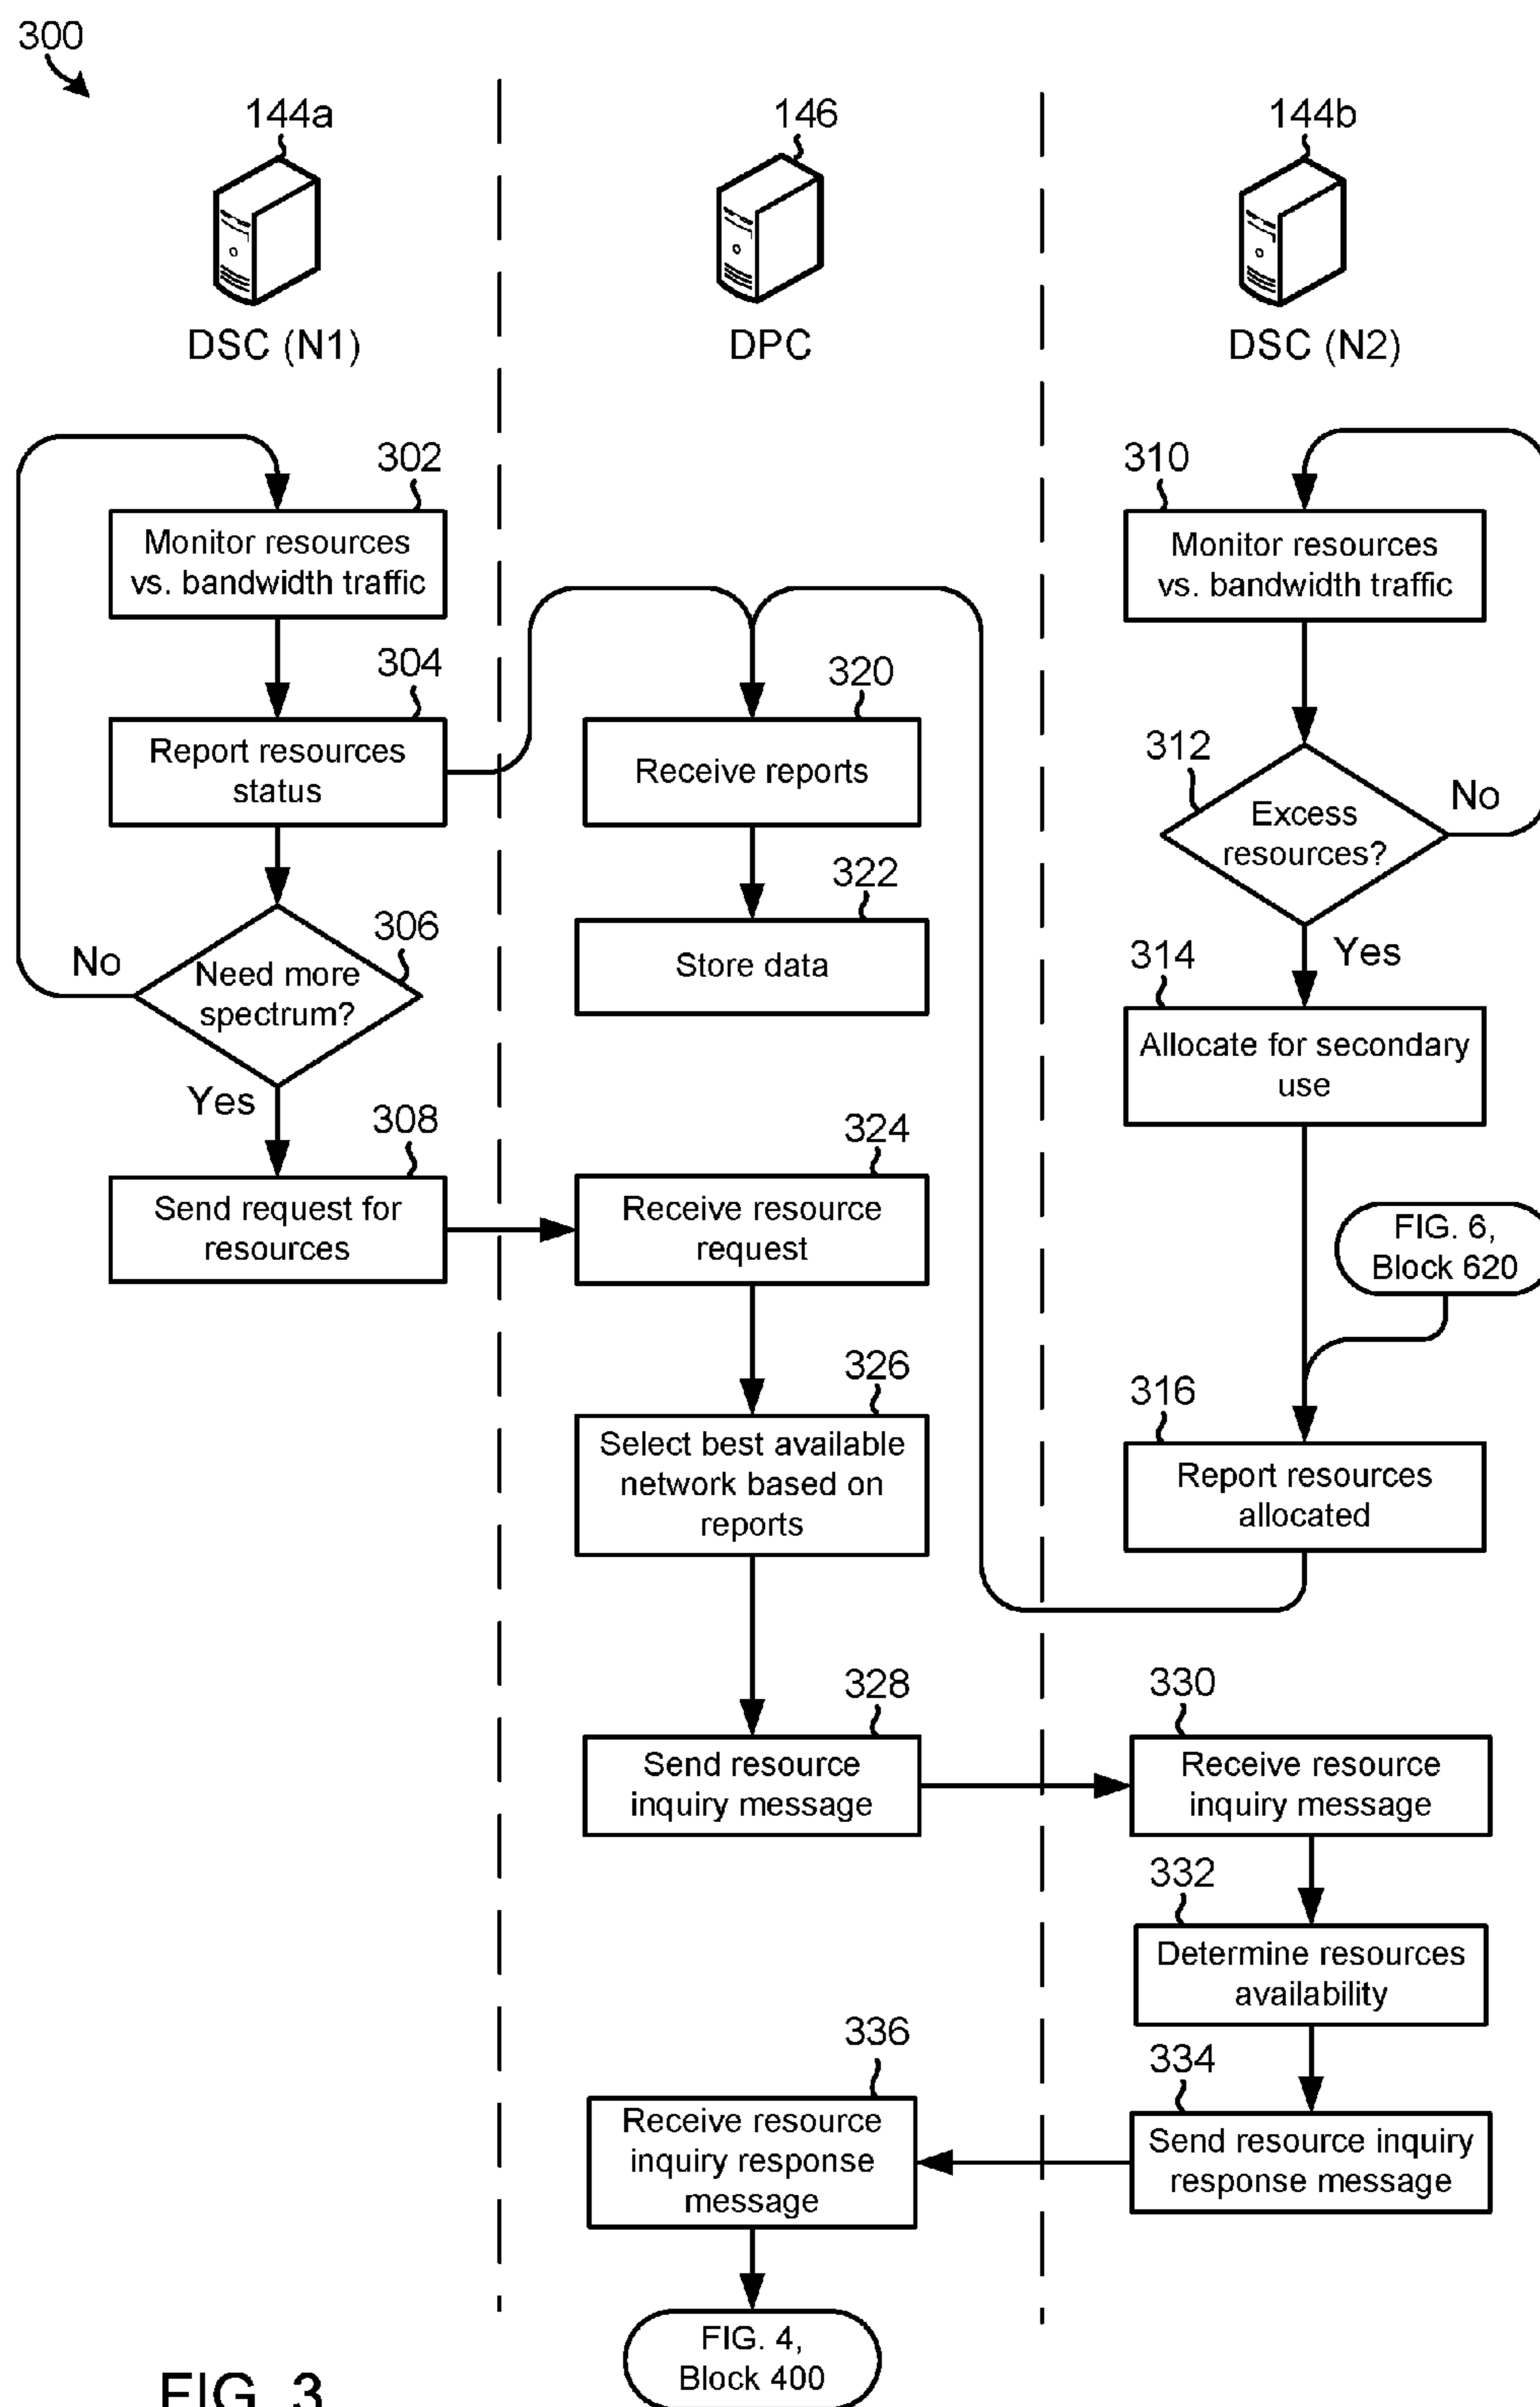 300
144a
146
144b
DSC (N1)
DPC
DSC (N2)
302
Monitor resources
vs. bandwidth traffic
304
Report resources
status
306
Need more
spectrum?
No
Yes
308
Send request for
resources
320
Receive reports
322
Store data
324
Receive resource
request
326
Select best available
network based on
reports
328
Send resource
inquiry message
336
Receive resource
inquiry response
message
FIG. 4,
Block 400
310
Monitor resources
vs. bandwidth traffic
312
Excess
resources?
No
Yes
314
Allocate for secondary
use
FIG. 6,
Block 620
316
Report resources
allocated
330
Receive resource
inquiry message
332
Determine resources
availability
334
Send resource inquiry
response message
FIG. 3